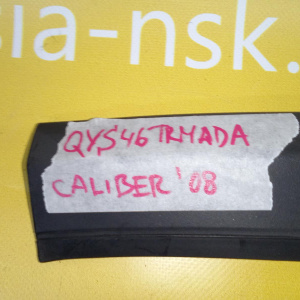 sia-nsk.
QYS46TRMADA
CALIBER '08